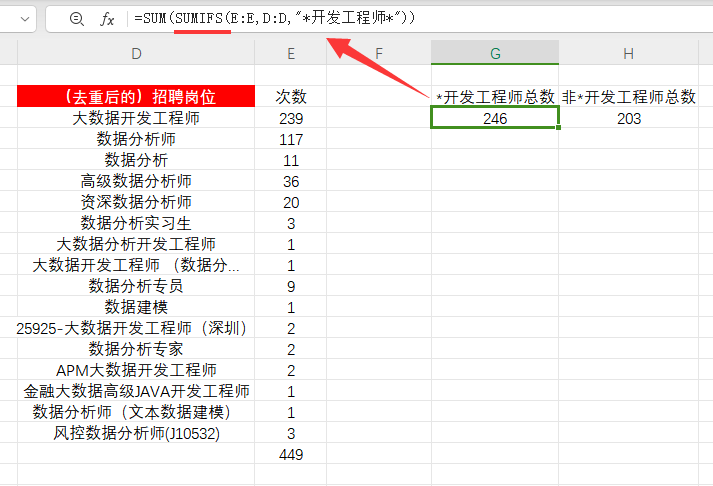 fx =SUM(SUMIFS(E:E,D:D,"*开发工程师*"))
D E F G H
（去重后的）招聘岗位 次数 *开发工程师总数 非*开发工程师总数
大数据开发工程师 239 246 203
数据分析师 117
数据分析 11
高级数据分析师 36
资深数据分析师 20
数据分析实习生 3
大数据分析开发工程师 1
大数据开发工程师 （数据分... 1
数据分析专员 9
数据建模 1
25925-大数据开发工程师（深圳） 2
数据分析专家 2
APM大数据开发工程师 2
金融大数据高级JAVA开发工程师 1
数据分析师（文本数据建模） 1
风控数据分析师(J10532) 3
449